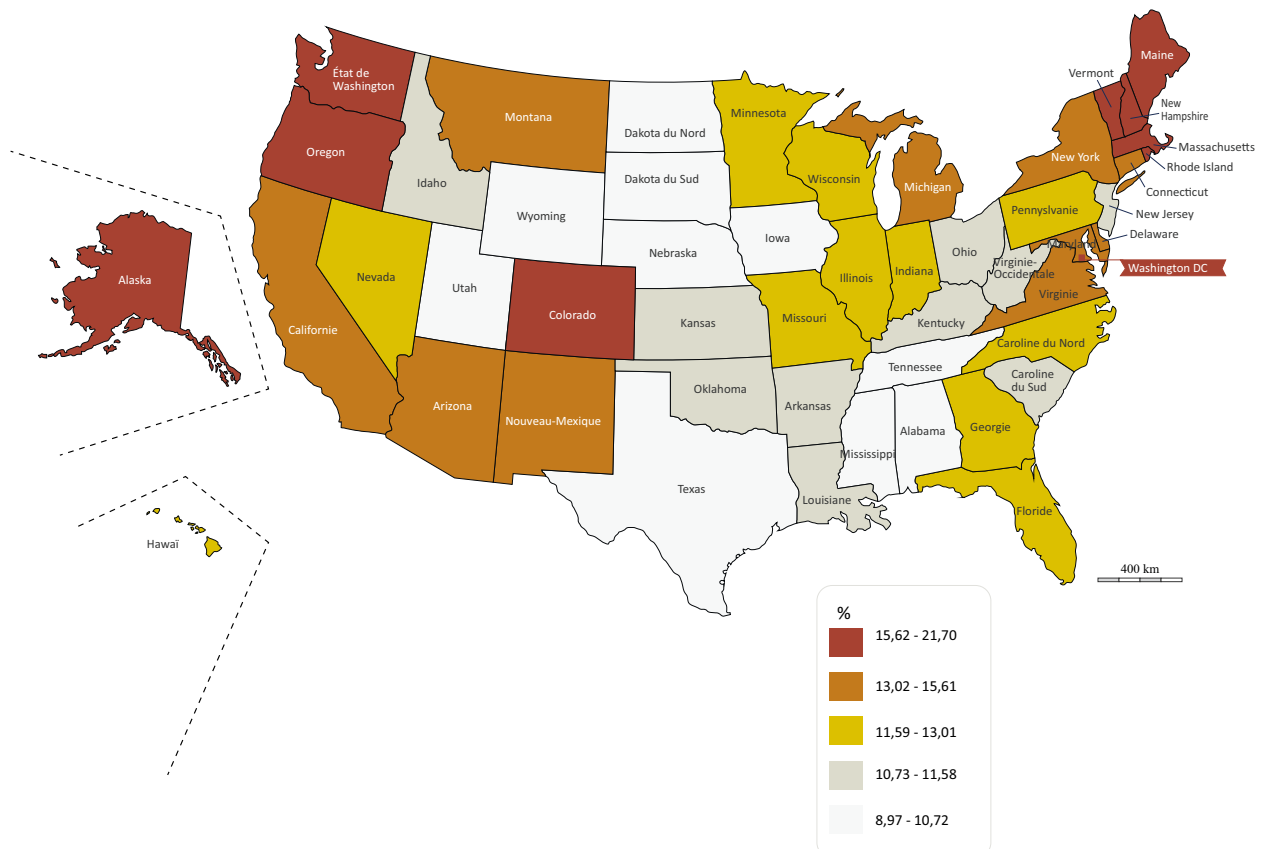 Maine
Vermont
État de
Washington
New
Hampshire
Montana
Minnesota
Dakota du Nord
Massachusetts
Oregon
New York
Rhode Island
Idaho
Dakota du Sud
Wisconsin
Michigan
Connecticut
Wyoming
Pennyslvanie
New Jersey
Iowa
Delaware
Maryland
Nebraska
Ohio
Virginie-
Occidentale
Washington DC
Alaska
Nevada
Utah
Illinois
Indiana
Virginie
Colorado
Missouri
Kansas
Kentucky
Californie
Caroline du Nord
Tennessee
Caroline
du Sud
Oklahoma
Arizona
Arkansas
Nouveau-Mexique
Alabama
Georgie
Mississippi
Texas
Louisiane
Floride
Hawaï
400 km
%
15,62 - 21,70
13,02 - 15,61
11,59 - 13,01
10,73 - 11,58
8,97 - 10,72